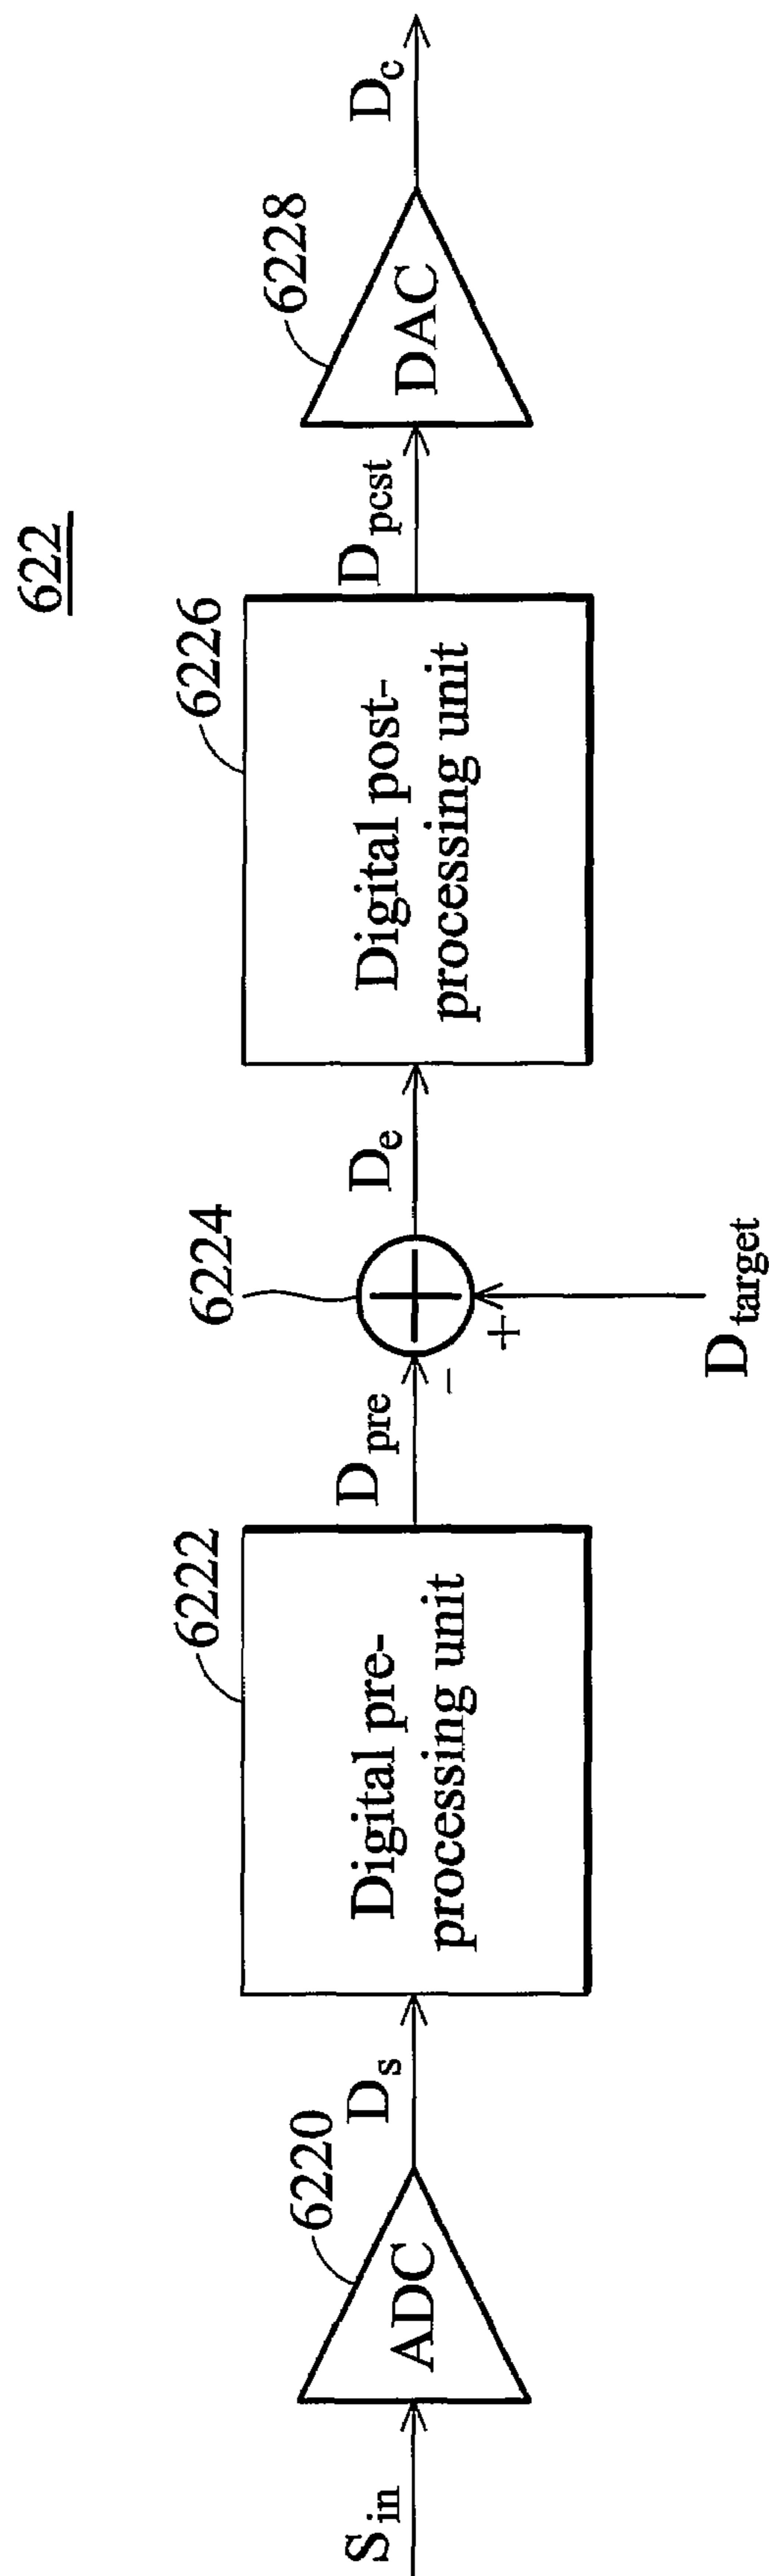 622
S_in
ADC
6220
D_s
Digital pre-
processing unit
6222
D_pre
-
+
6224
D_target
D_e
Digital post-
processing unit
6226
D_pcst
DAC
6228
D_c